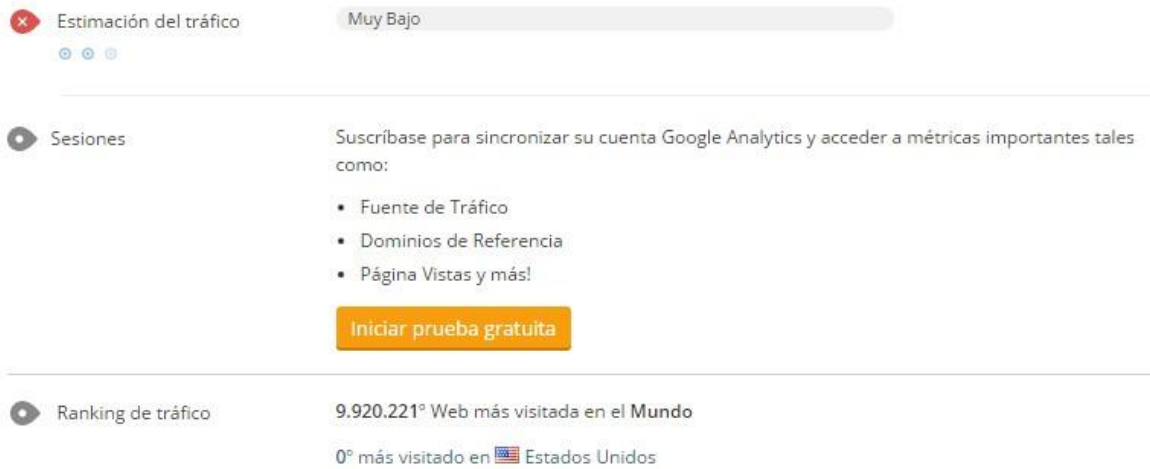 Estimación del tráfico
Muy Bajo
Sesiones
Suscríbase para sincronizar su cuenta Google Analytics y acceder a métricas importantes tales
como:
• Fuente de Tráfico
• Dominios de Referencia
• Página Vistas y más!
Iniciar prueba gratuita
Ranking de tráfico
9.920.221° Web más visitada en el Mundo
0° más visitado en Estados Unidos